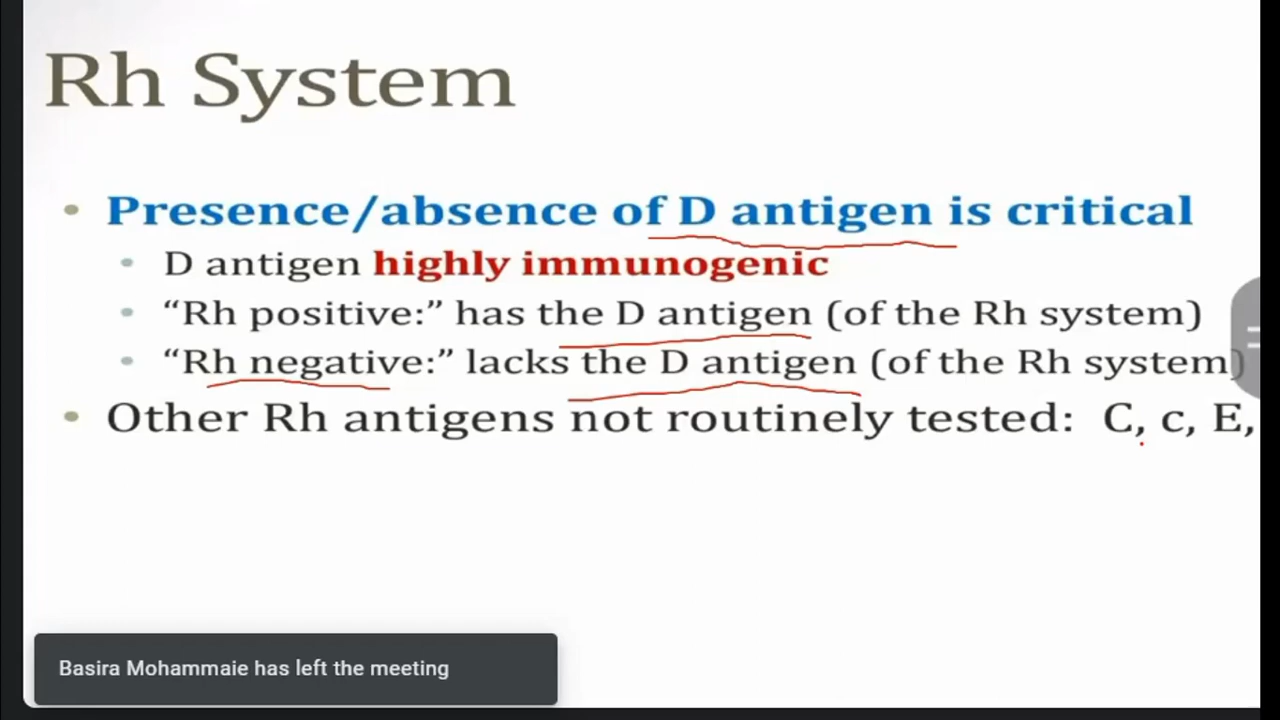 Rh System
• Presence/absence of D antigen is critical
• D antigen highly immunogenic
• “Rh positive:” has the D antigen (of the Rh system)
• “Rh negative:” lacks the D antigen (of the Rh system)
• Other Rh antigens not routinely tested: C, c, E,
Basira Mohammaie has left the meeting